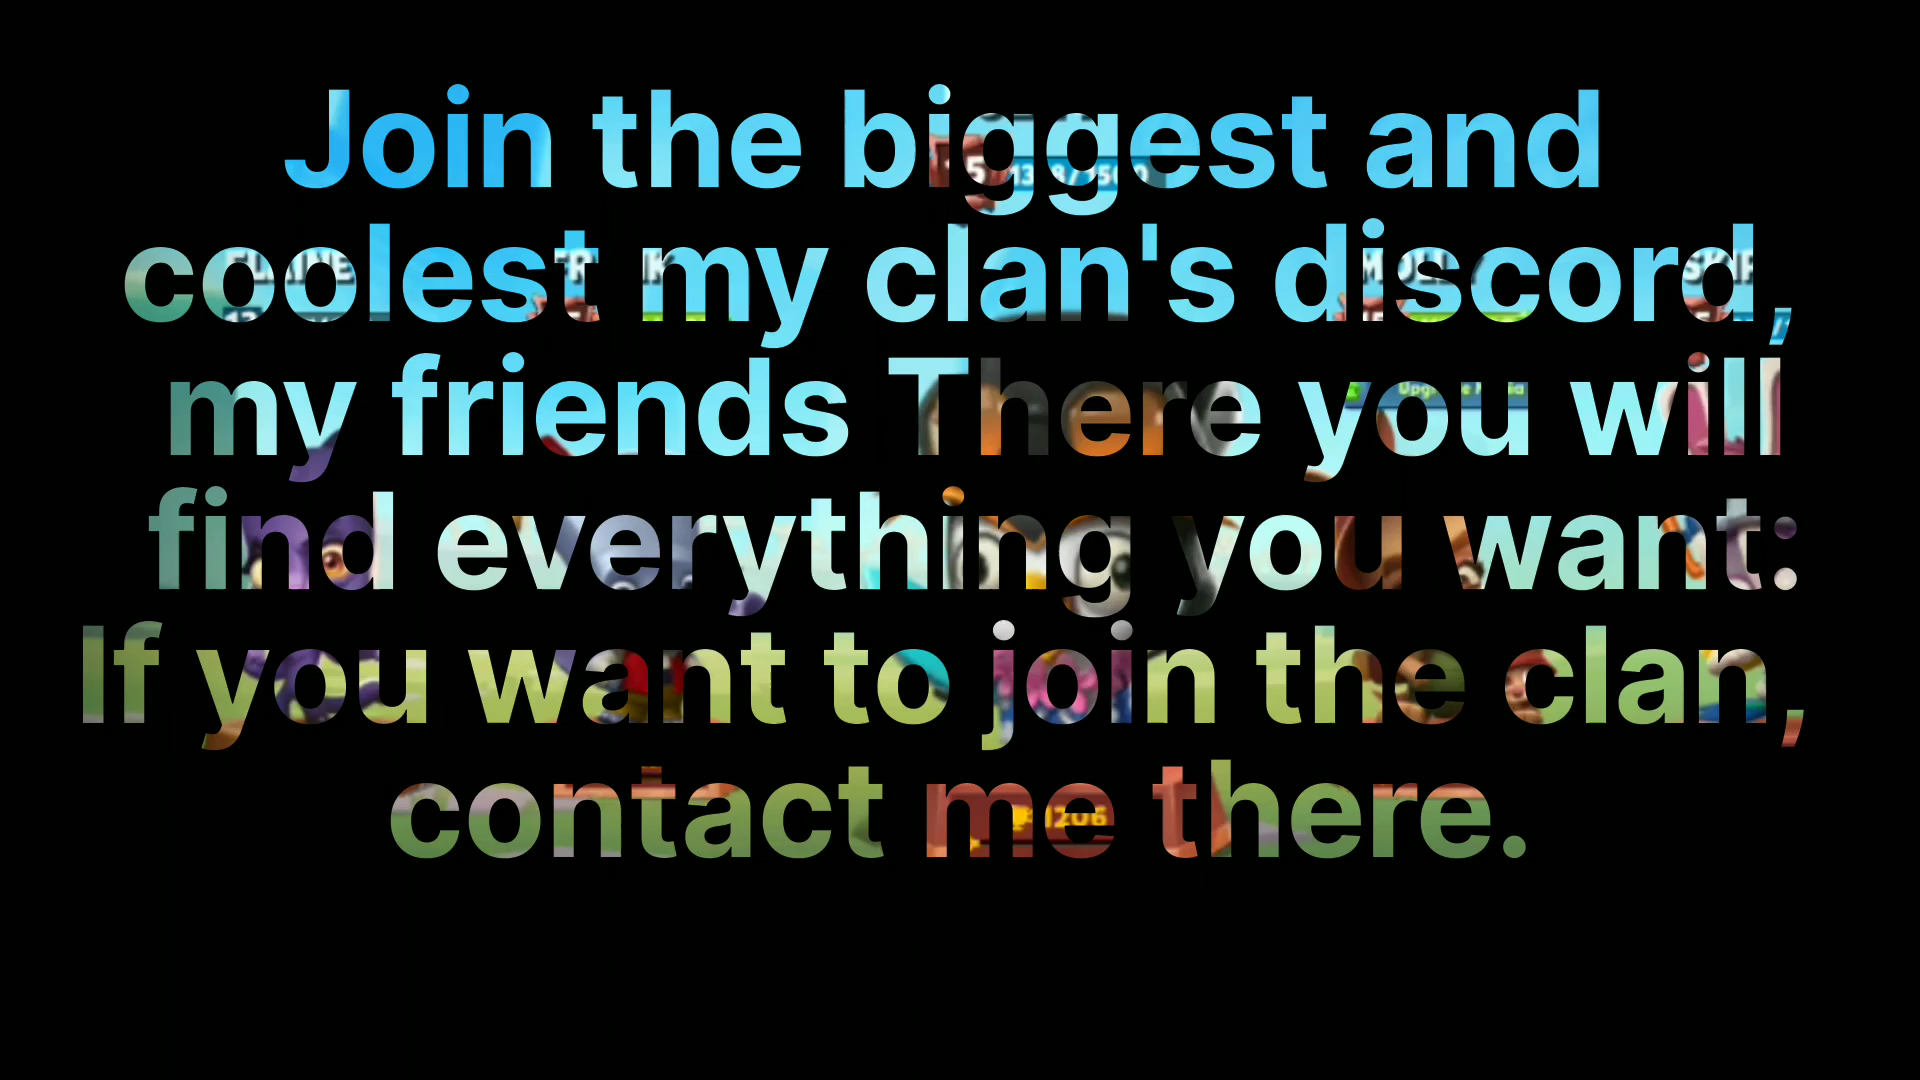 Join the biggest and
coolest my clan's discord,
my friends There you will
find everything you want:
If you want to join the clan,
contact me there.